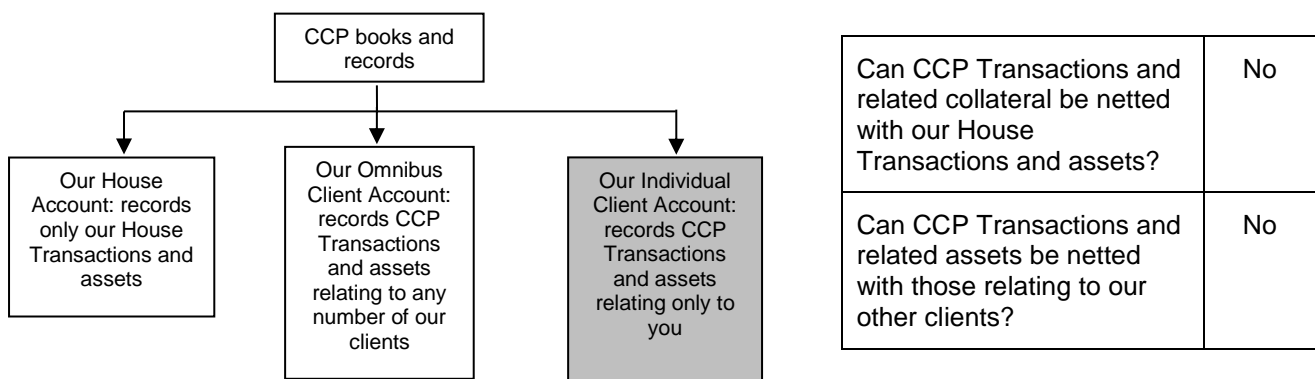 CCP books and
records
Our House
Account: records
only our House
Transactions and
assets
Our Omnibus
Client Account:
records CCP
Transactions
and assets
relating to any
number of our
clients
Our Individual
Client Account:
records CCP
Transactions
and assets
relating only to
you
Can CCP Transactions and
related collateral be netted
with our House
Transactions and assets?
No
Can CCP Transactions and
related assets be netted
with those relating to our
other clients?
No